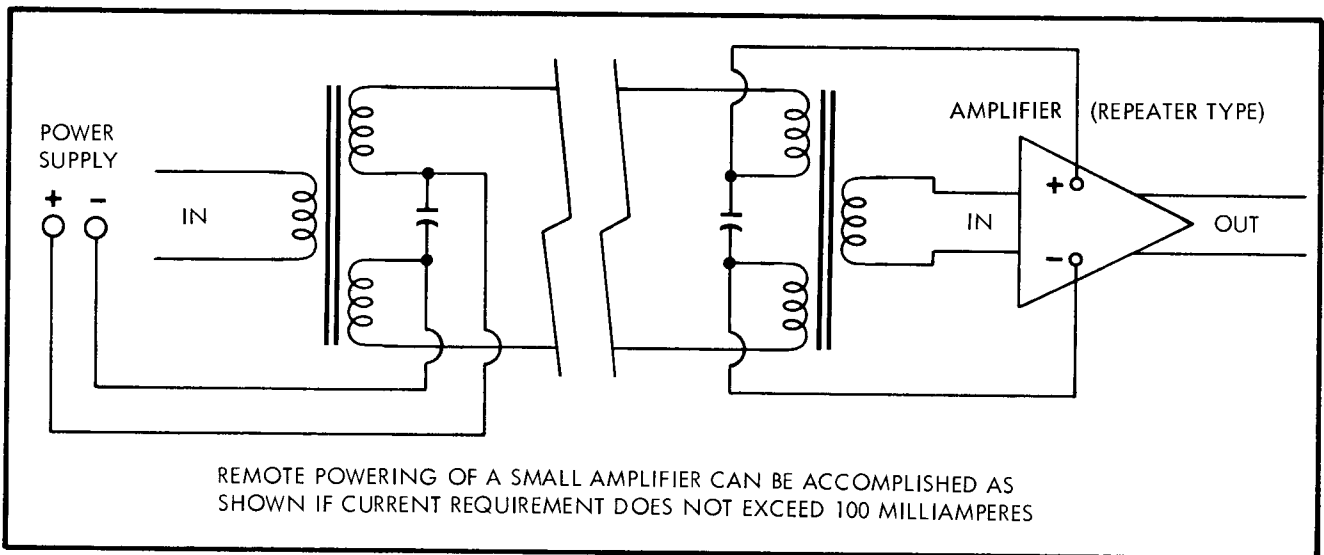 POWER
SUPPLY
+ -
IN
AMPLIFIER (REPEATER TYPE)
+
IN
-
OUT
REMOTE POWERING OF A SMALL AMPLIFIER CAN BE ACCOMPLISHED AS
SHOWN IF CURRENT REQUIREMENT DOES NOT EXCEED 100 MILLIAMPERES